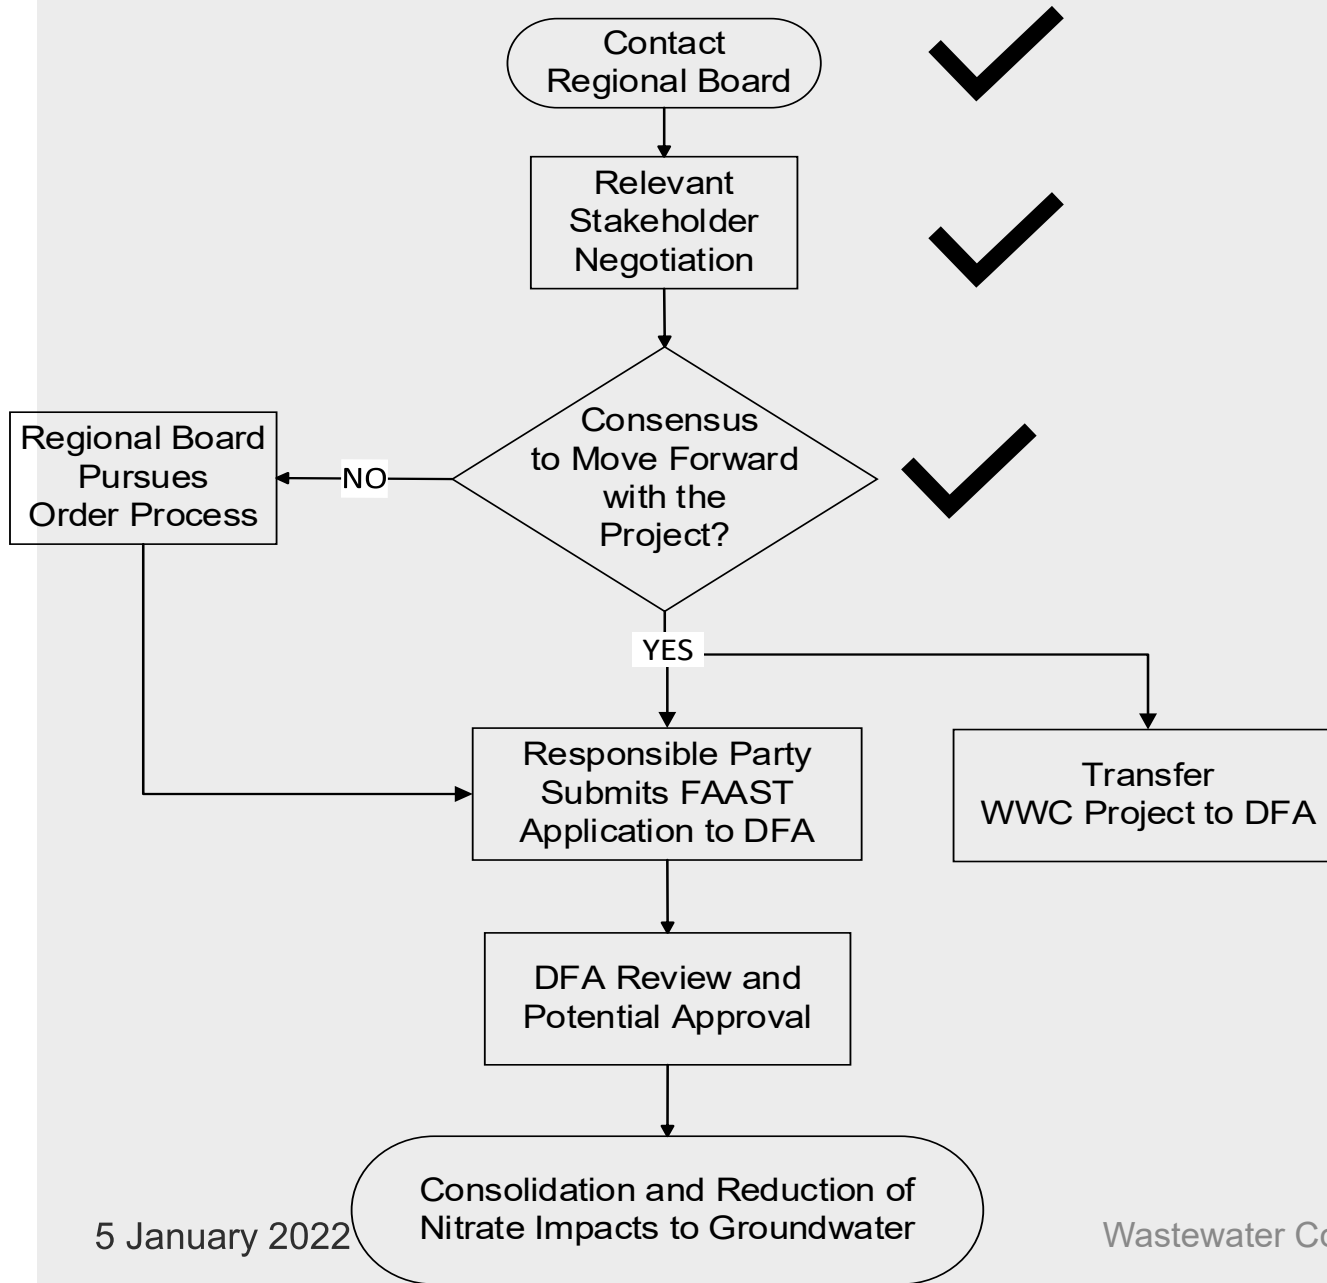 Contact
Regional Board
Relevant
Stakeholder
Negotiation
Consensus
to Move Forward
with the
Project?
NO
Regional Board
Pursues
Order Process
YES
Responsible Party
Submits FAAST
Application to DFA
Transfer
WWC Project to DFA
DFA Review and
Potential Approval
Consolidation and Reduction of
Nitrate Impacts to Groundwater
5 January 2022
Wastewater Co